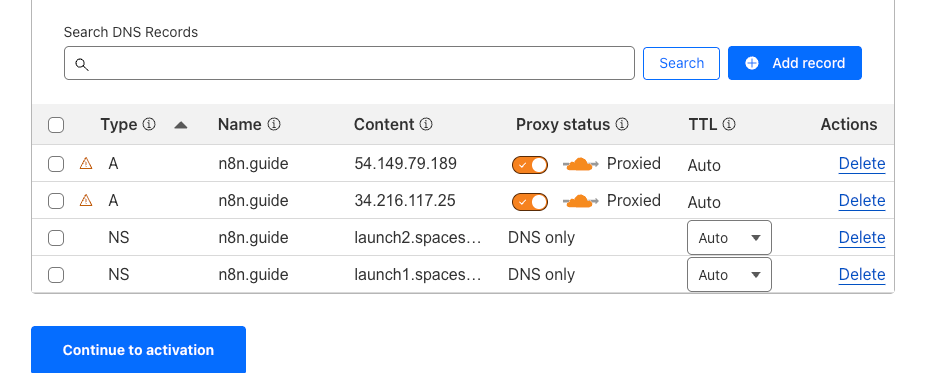 Search DNS Records
Search
Add record
Type Name Content Proxy status TTL Actions
A n8n.guide 54.149.79.189 Proxied Auto Delete
A n8n.guide 34.216.117.25 Proxied Auto Delete
NS n8n.guide launch2.spaces... DNS only Auto Delete
NS n8n.guide launch1.spaces... DNS only Auto Delete
Continue to activation